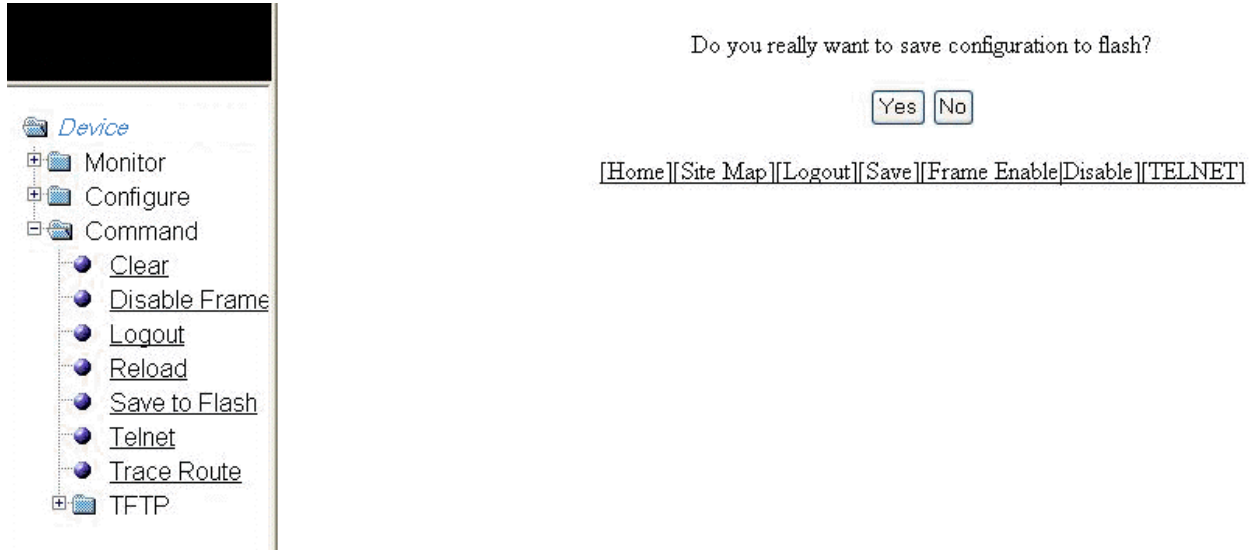 Device
Monitor
Configure
Command
Clear
Disable Frame
Logout
Reload
Save to Flash
Telnet
Trace Route
TFTP
Do you really want to save configuration to flash?
Yes No
[Home][Site Map][Logout][Save][Frame Enable|Disable][TELNET]